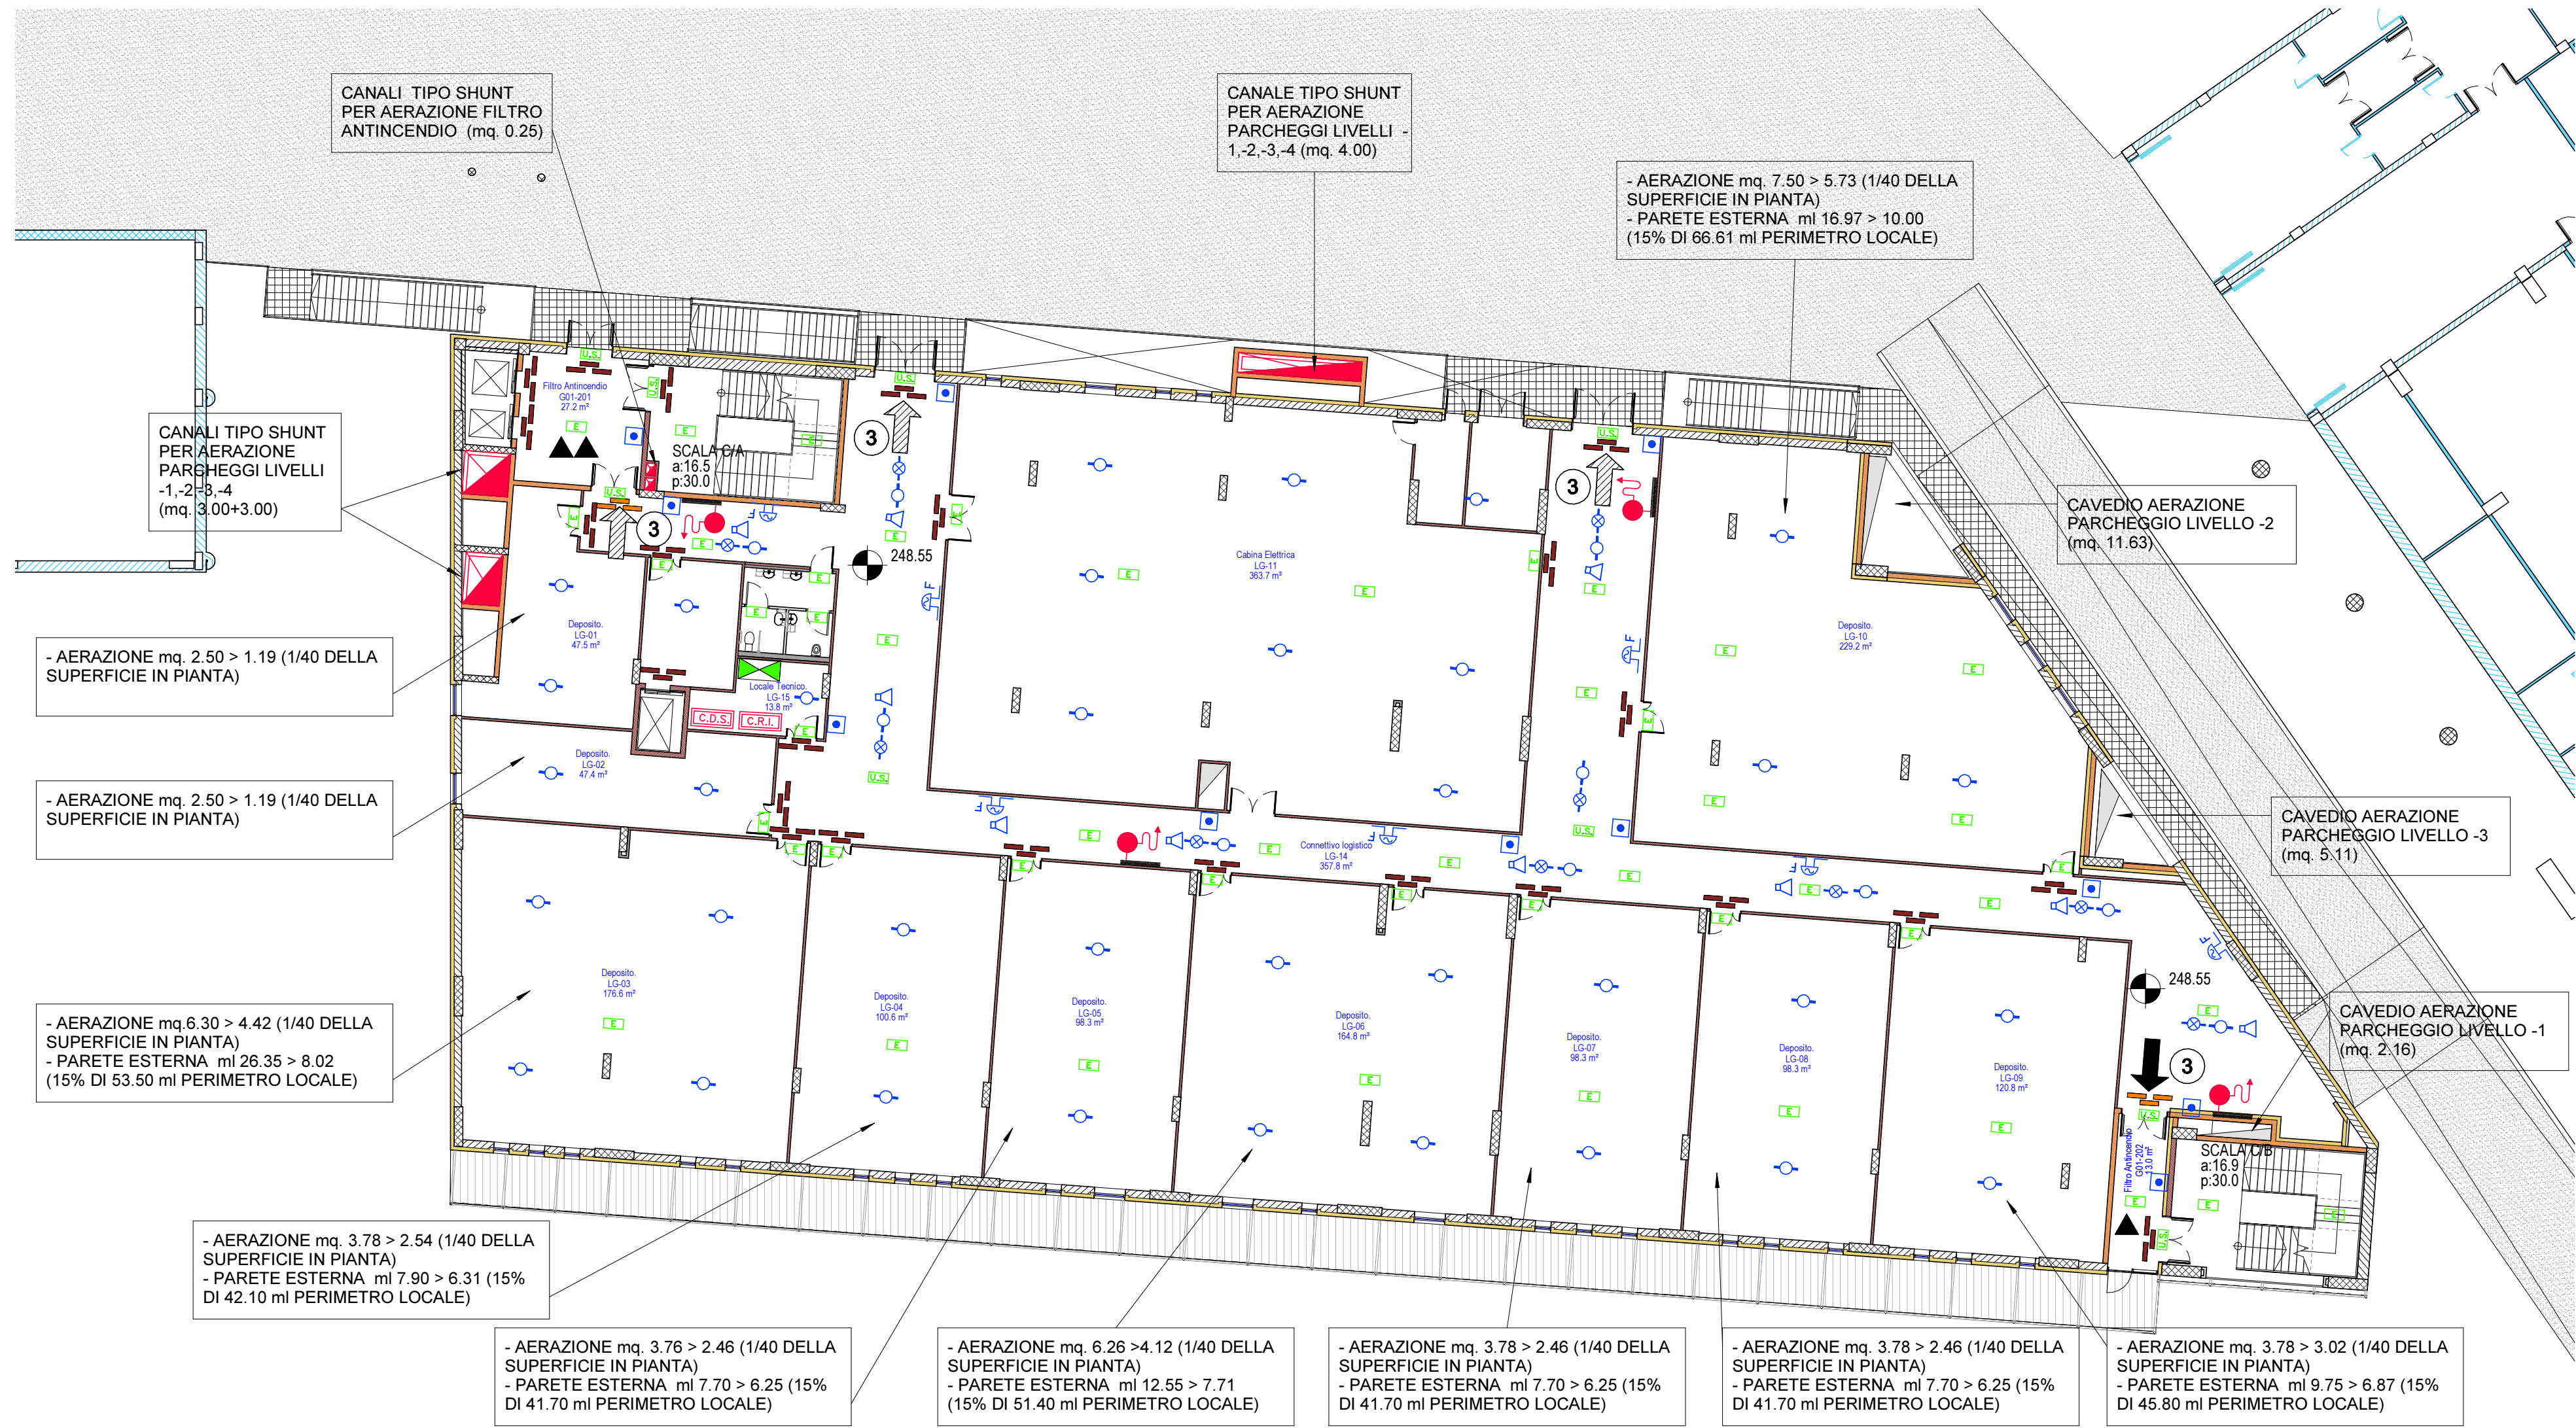 CANALI TIPO SHUNT
PER AERAZIONE FILTRO
ANTINCENDIO (mq. 0.25)
CANALE TIPO SHUNT
PER AERAZIONE
PARCHEGGI LIVELLI -
1,-2,-3,-4 (mq. 4.00)
- AERAZIONE mq. 7.50 > 5.73 (1/40 DELLA
SUPERFICIE IN PIANTA)
- PARETE ESTERNA ml 16.97 > 10.00
(15% DI 66.61 ml PERIMETRO LOCALE)
CANALI TIPO SHUNT
PER AERAZIONE
PARCHEGGI LIVELLI
-1,-2,-3,-4
(mq. 3.00+3.00)
U.S.
Filtro Antincendio
G01-201
27.2 m²
E
U.S.
E
SCALA C/A
a:16.5
p:30.0
E
U.S.
3
E
U.S.
3
E
E
E
F
248.55
E
F
U.S.
3
E
E
Cabina Elettrica
LG-11
363.7 m²
E
E
E
F
E
E
CAVEDIO AERAZIONE
PARCHEGGIO LIVELLO -2
(mq. 11.63)
- AERAZIONE mq. 2.50 > 1.19 (1/40 DELLA
SUPERFICIE IN PIANTA)
Deposito.
LG-01
47.5 m²
E
E
E
E
Locale Tecnico.
LG-15
13.8 m²
C.D.S.
C.R.I.
E
Deposito.
LG-10
229.2 m²
E
E
E
E
E
- AERAZIONE mq. 2.50 > 1.19 (1/40 DELLA
SUPERFICIE IN PIANTA)
Deposito.
LG-02
47.4 m²
E
U.S.
F
E
E
F
Connettivo logistico
LG-14
357.8 m²
E
U.S.
E
F
E
E
E
F
CAVEDIO AERAZIONE
PARCHEGGIO LIVELLO -3
(mq. 5.11)
- AERAZIONE mq.6.30 > 4.42 (1/40 DELLA
SUPERFICIE IN PIANTA)
- PARETE ESTERNA ml 26.35 > 8.02
(15% DI 53.50 ml PERIMETRO LOCALE)
E
E
E
E
E
E
E
E
Deposito.
LG-03
176.6 m²
E
Deposito.
LG-04
100.6 m²
E
Deposito.
LG-05
98.3 m²
E
Deposito.
LG-06
164.8 m²
E
Deposito.
LG-07
98.3 m²
E
Deposito.
LG-08
98.3 m²
E
Deposito.
LG-09
120.8 m²
E
248.55
E
3
CAVEDIO AERAZIONE
PARCHEGGIO LIVELLO -1
(mq. 2.16)
U.S.
Filtro Antincendio
G01-202
13.0 m²
E
U.S.
SCALA C/B
a:16.9
p:30.0
E
E
- AERAZIONE mq. 3.78 > 2.54 (1/40 DELLA
SUPERFICIE IN PIANTA)
- PARETE ESTERNA ml 7.90 > 6.31 (15%
DI 42.10 ml PERIMETRO LOCALE)
- AERAZIONE mq. 3.76 > 2.46 (1/40 DELLA
SUPERFICIE IN PIANTA)
- PARETE ESTERNA ml 7.70 > 6.25 (15%
DI 41.70 ml PERIMETRO LOCALE)
- AERAZIONE mq. 6.26 >4.12 (1/40 DELLA
SUPERFICIE IN PIANTA)
- PARETE ESTERNA ml 12.55 > 7.71
(15% DI 51.40 ml PERIMETRO LOCALE)
- AERAZIONE mq. 3.78 > 2.46 (1/40 DELLA
SUPERFICIE IN PIANTA)
- PARETE ESTERNA ml 7.70 > 6.25 (15%
DI 41.70 ml PERIMETRO LOCALE)
- AERAZIONE mq. 3.78 > 2.46 (1/40 DELLA
SUPERFICIE IN PIANTA)
- PARETE ESTERNA ml 7.70 > 6.25 (15%
DI 41.70 ml PERIMETRO LOCALE)
- AERAZIONE mq. 3.78 > 3.02 (1/40 DELLA
SUPERFICIE IN PIANTA)
- PARETE ESTERNA ml 9.75 > 6.87 (15%
DI 45.80 ml PERIMETRO LOCALE)